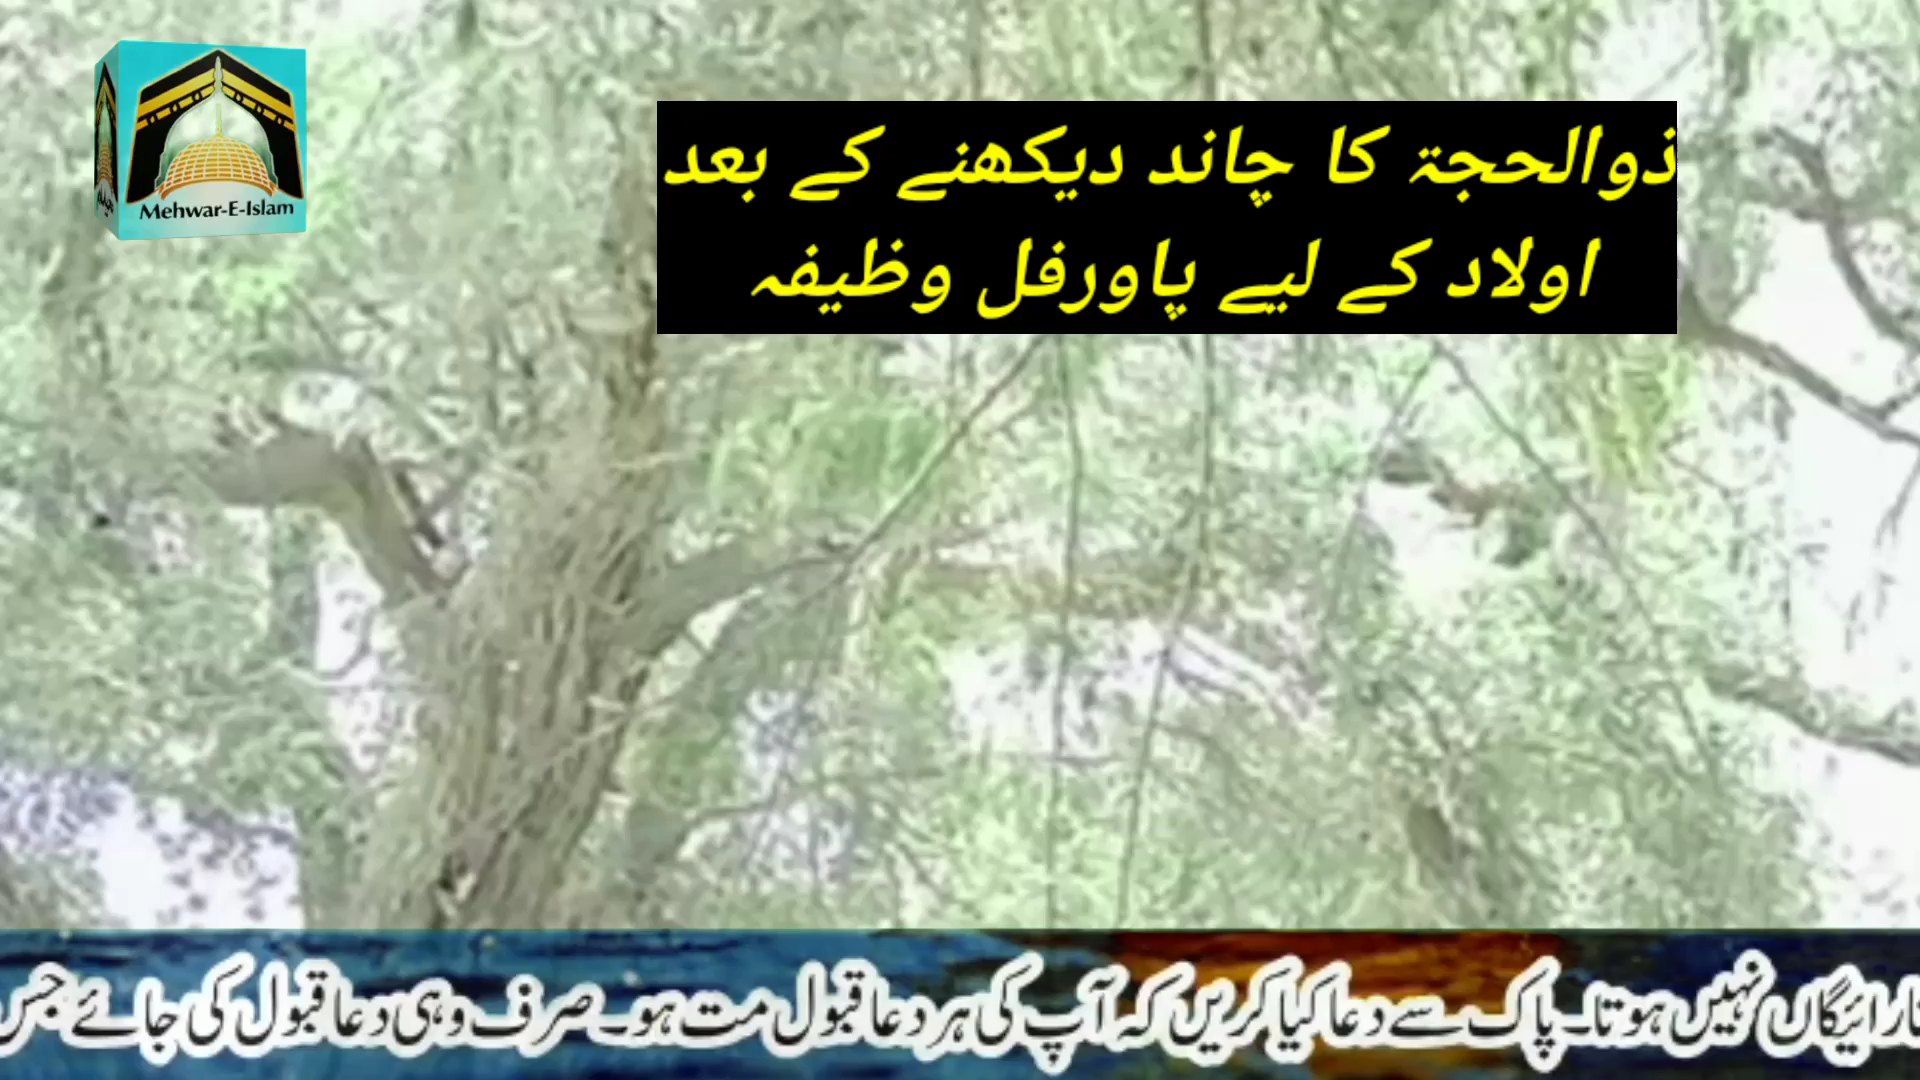 Mehwar-E-Islam
ذوالحجۃ کا چاند دیکھنے کے بعد
اولاد کے لیے پاورفل وظیفہ
رائیگاں نہیں ہوتا۔ پاک سے دعا کیا کریں کہ آپ کی ہر دعا قبول مت ہو۔ صرف وہی دعا قبول کی جائے جس